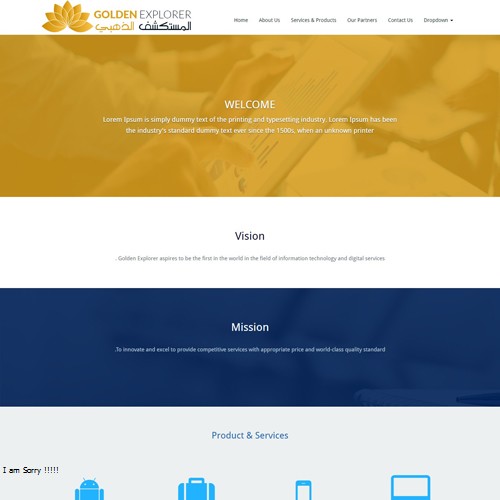 GOLDEN EXPLORER
المستكشف الذهبي
Home About Us Services & Products Our Partners Contact Us Dropdown
WELCOME
Lorem Ipsum is simply dummy text of the printing and typesetting industry. Lorem Ipsum has been
the industry's standard dummy text ever since the 1500s, when an unknown printer
Vision
. Golden Explorer aspires to be the first in the world in the field of information technology and digital services
Mission
.To innovate and excel to provide competitive services with appropriate price and world-class quality standard
Product & Services
I am Sorry !!!!!